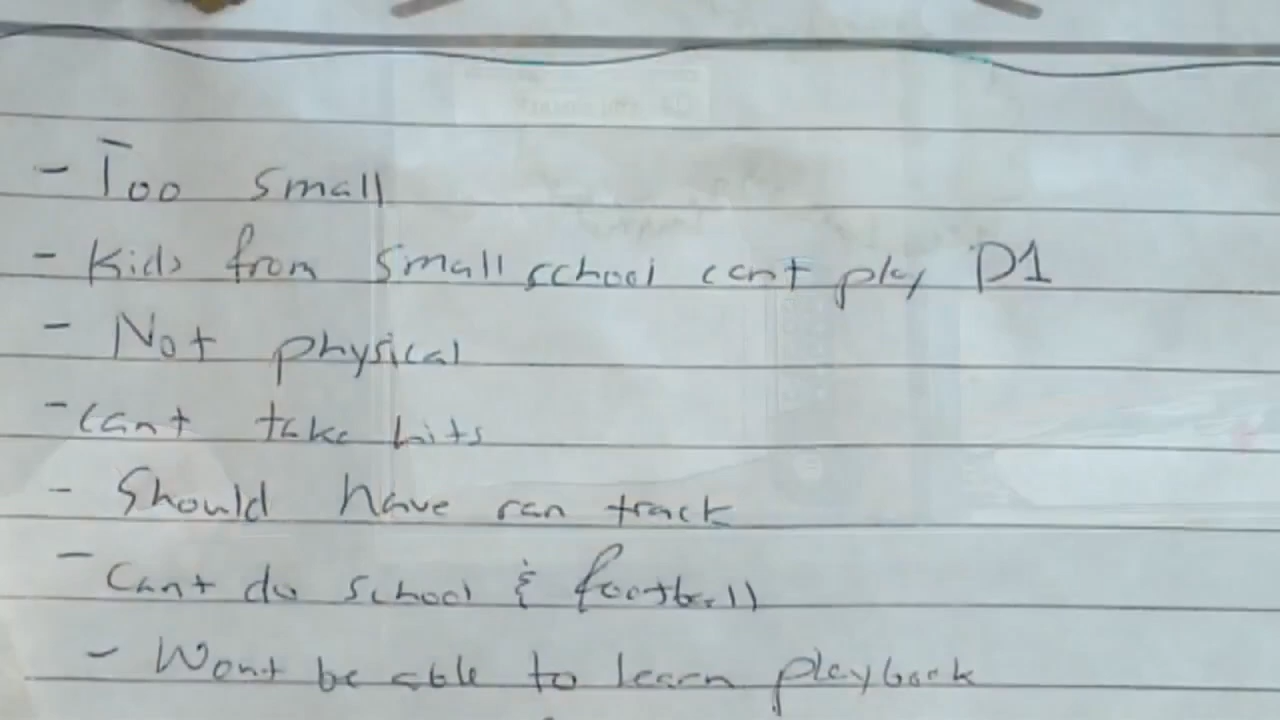 - Too small
- Kids from small school cant play D1
- Not physical
- Cant take hits
- Should have ran track
- Cant do school & football
- Wont be able to learn playbook